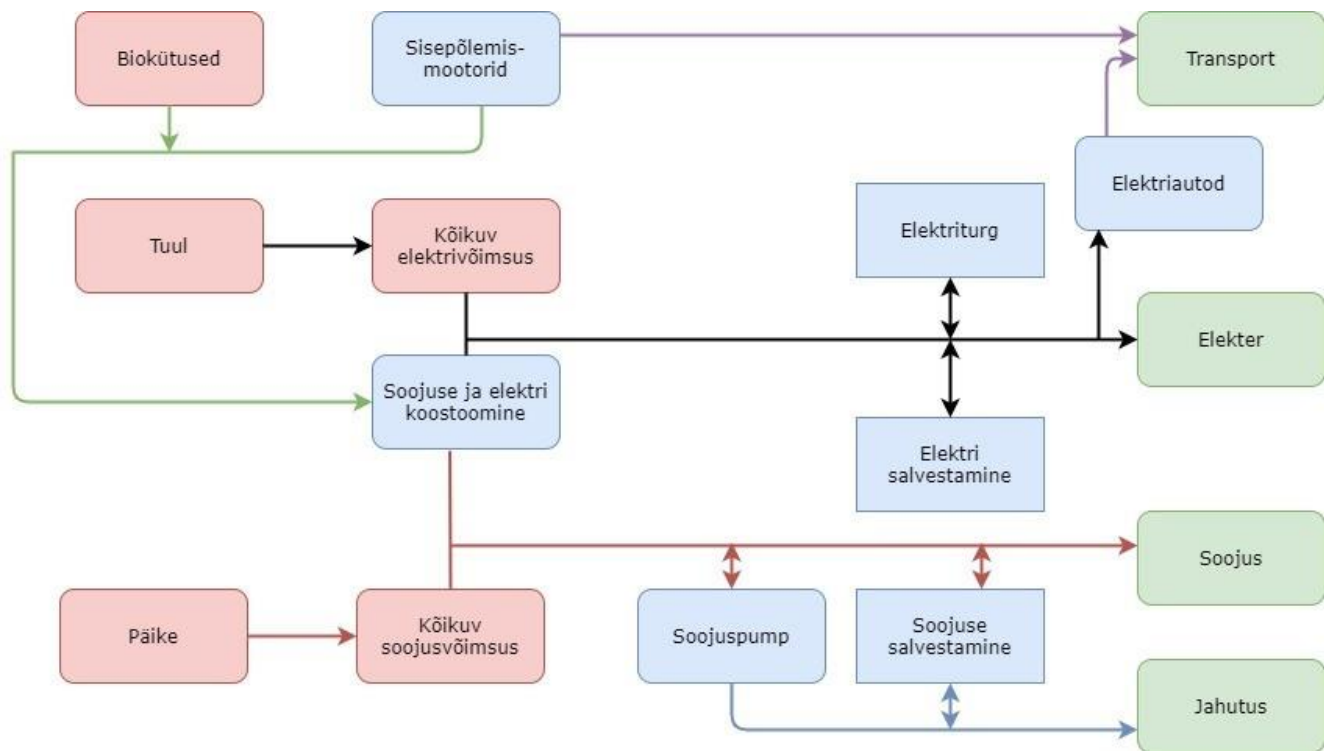 Biokütused
Sisepõlemis-
mootorid
Transport
Elektriautod
Tuul
Kõikuv
elektrivõimsus
Elektriturg
Elekter
Soojuse ja elektri
koostoomine
Elektri
salvestamine
Soojus
Päike
Kõikuv
soojusvõimsus
Soojuspump
Soojuse
salvestamine
Jahutus